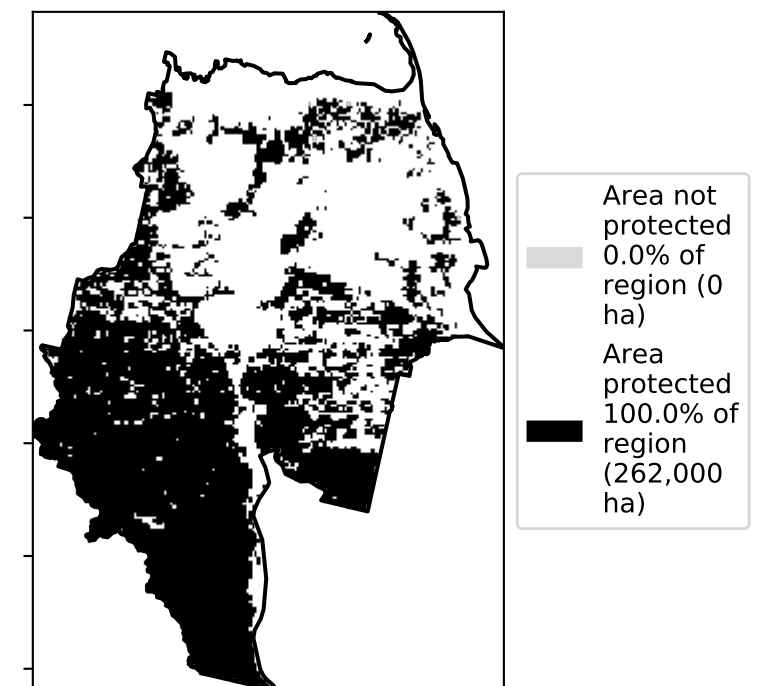 Area not
protected
0.0% of
region (0
ha)
Area
protected
100.0% of
region
(262,000
ha)